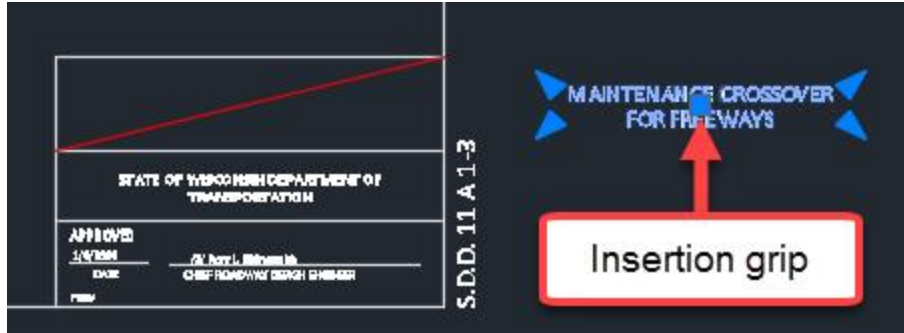 MAINTENANCE CROSSOVER
FOR FREEWAYS
STATE OF WISCONSIN DEPARTMENT OF
TRANSPORTATION
APPROVED
DATE
CHIEF ROADWAY DESIGN ENGINEER
S.D.D. 11 A 1-3
Insertion grip